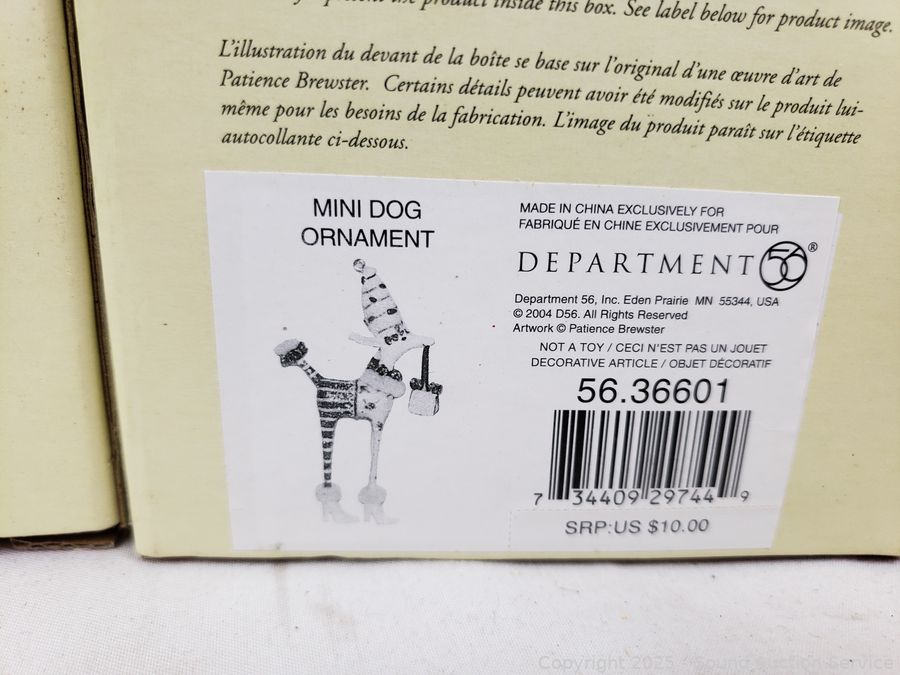 present the product inside this box. See label below for product image.
L'illustration du devant de la boîte se base sur l'original d'une œuvre d'art de
Patience Brewster. Certains détails peuvent avoir été modifiés sur le produit lui-
même pour les besoins de la fabrication. L'image du produit paraît sur l'étiquette
autocollante ci-dessous.
MINI DOG
ORNAMENT
MADE IN CHINA EXCLUSIVELY FOR
FABRIQUÉ EN CHINE EXCLUSIVEMENT POUR
DEPARTMENT 56®
Department 56, Inc. Eden Prairie MN 55344, USA
© 2004 D56. All Rights Reserved
Artwork © Patience Brewster
NOT A TOY / CECI N'EST PAS UN JOUET
DECORATIVE ARTICLE / OBJET DÉCORATIF
56.36601
7 34409 29744 9
SRP:US $10.00
Copyright 2025 - Sound Auction Service